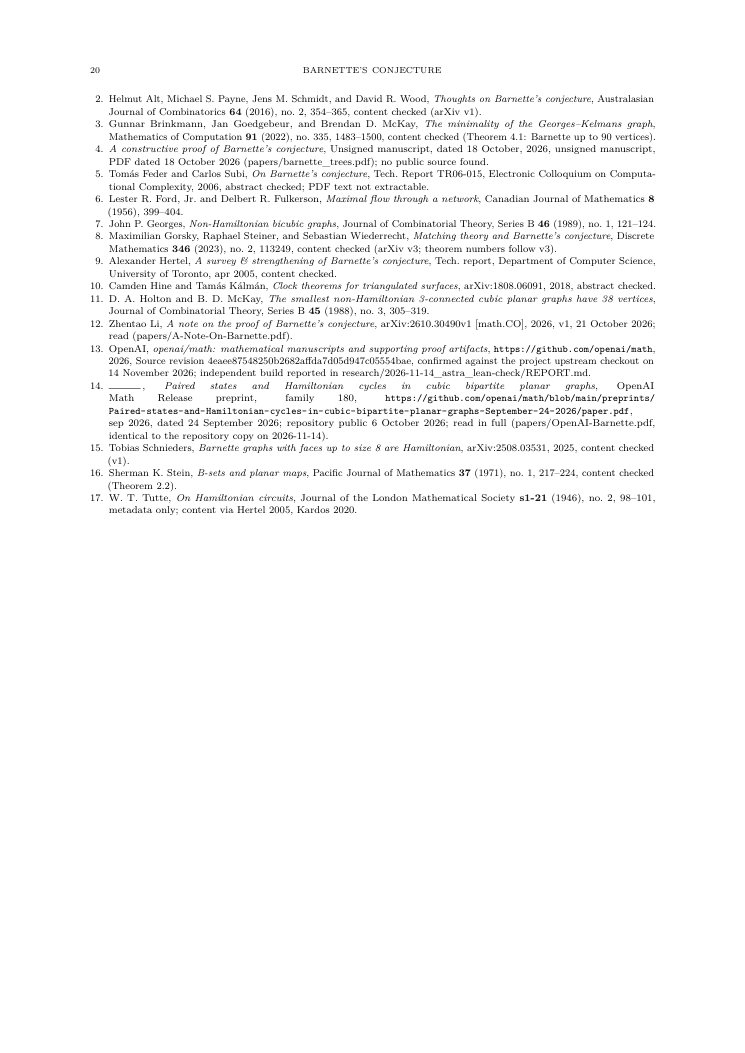 20 BARNETTE'S CONJECTURE
2. Helmut Alt, Michael S. Payne, Jens M. Schmidt, and David R. Wood, Thoughts on Barnette's conjecture, Australasian
Journal of Combinatorics 64 (2016), no. 2, 354–365, content checked (arXiv v1).
3. Gunnar Brinkmann, Jan Goedgebeur, and Brendan D. McKay, The minimality of the Georges–Kelmans graph,
Mathematics of Computation 91 (2022), no. 335, 1483–1500, content checked (Theorem 4.1: Barnette up to 90 vertices).
4. A constructive proof of Barnette's conjecture, Unsigned manuscript, dated 18 October, 2026, unsigned manuscript,
PDF dated 18 October 2026 (papers/barnette_trees.pdf); no public source found.
5. Tomás Feder and Carlos Subi, On Barnette's conjecture, Tech. Report TR06-015, Electronic Colloquium on Computa-
tional Complexity, 2006, abstract checked; PDF text not extractable.
6. Lester R. Ford, Jr. and Delbert R. Fulkerson, Maximal flow through a network, Canadian Journal of Mathematics 8
(1956), 399–404.
7. John P. Georges, Non-Hamiltonian bicubic graphs, Journal of Combinatorial Theory, Series B 46 (1989), no. 1, 121–124.
8. Maximilian Gorsky, Raphael Steiner, and Sebastian Wiederrecht, Matching theory and Barnette's conjecture, Discrete
Mathematics 346 (2023), no. 2, 113249, content checked (arXiv v3; theorem numbers follow v3).
9. Alexander Hertel, A survey & strengthening of Barnette's conjecture, Tech. report, Department of Computer Science,
University of Toronto, apr 2005, content checked.
10. Camden Hine and Tamás Kálmán, Clock theorems for triangulated surfaces, arXiv:1808.06091, 2018, abstract checked.
11. D. A. Holton and B. D. McKay, The smallest non-Hamiltonian 3-connected cubic planar graphs have 38 vertices,
Journal of Combinatorial Theory, Series B 45 (1988), no. 3, 305–319.
12. Zhentao Li, A note on the proof of Barnette's conjecture, arXiv:2610.30490v1 [math.CO], 2026, v1, 21 October 2026;
read (papers/A-Note-On-Barnette.pdf).
13. OpenAI, openai/math: mathematical manuscripts and supporting proof artifacts, https://github.com/openai/math,
2026, Source revision 4eaee87548250b2682affda7d05d947c05554bae, confirmed against the project upstream checkout on
14 November 2026; independent build reported in research/2026-11-14_astra_lean-check/REPORT.md.
14. ______, Paired states and Hamiltonian cycles in cubic bipartite planar graphs, OpenAI
Math Release preprint, family 180, https://github.com/openai/math/blob/main/preprints/
Paired-states-and-Hamiltonian-cycles-in-cubic-bipartite-planar-graphs-September-24-2026/paper.pdf,
sep 2026, dated 24 September 2026; repository public 6 October 2026; read in full (papers/OpenAI-Barnette.pdf,
identical to the repository copy on 2026-11-14).
15. Tobias Schnieders, Barnette graphs with faces up to size 8 are Hamiltonian, arXiv:2508.03531, 2025, content checked
(v1).
16. Sherman K. Stein, B-sets and planar maps, Pacific Journal of Mathematics 37 (1971), no. 1, 217–224, content checked
(Theorem 2.2).
17. W. T. Tutte, On Hamiltonian circuits, Journal of the London Mathematical Society s1-21 (1946), no. 2, 98–101,
metadata only; content via Hertel 2005, Kardos 2020.